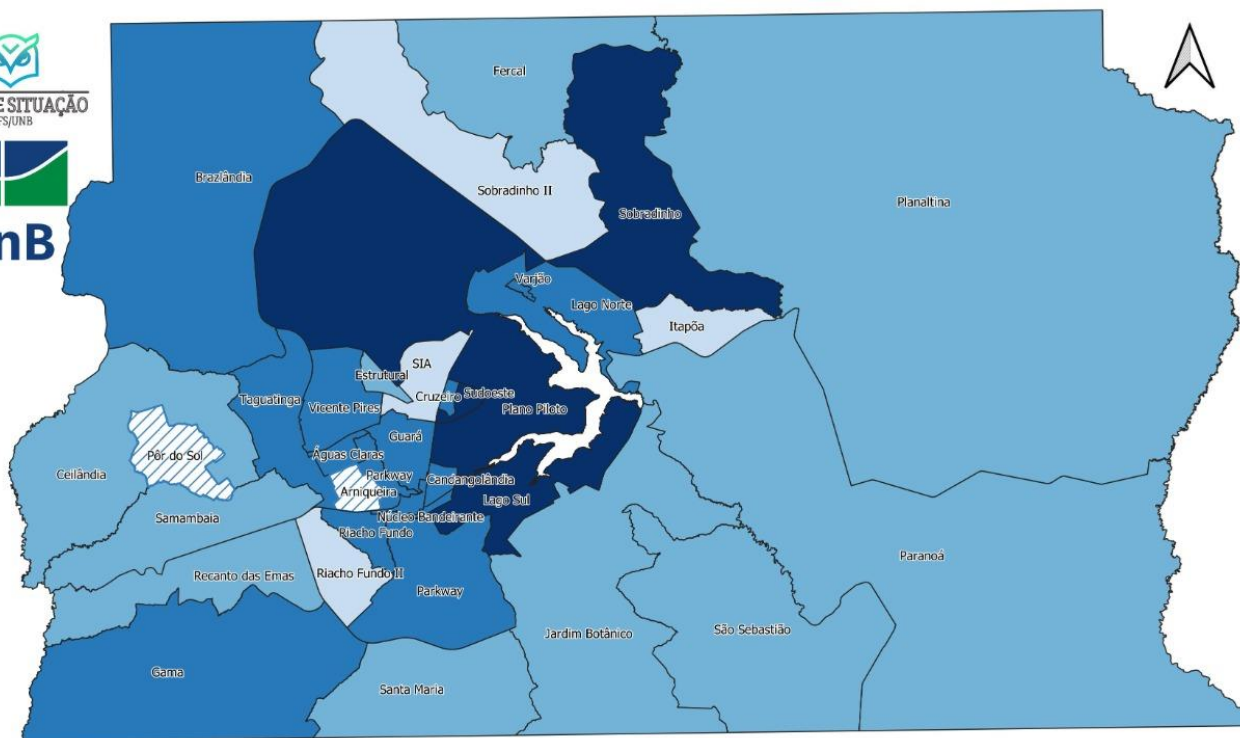 E SITUAÇÃO
FS/UNB
nB
Fercal
Brazlândia
Sobradinho II
Planaltina
Sobradinho
Varjão
Lago Norte
Itapõa
SIA
Estrutural
Cruzeiro
Sudoeste
Taguatinga
Vicente Pires
Plano Piloto
Guará
Pôr do Sol
Águas Claras
Ceilândia
Parkway
Candangolândia
Arniqueira
Lago Sul
Samambaia
Núcleo Bandeirante
Riacho Fundo
Paranoá
Recanto das Emas
Riacho Fundo II
Parkway
Jardim Botânico
São Sebastião
Gama
Santa Maria